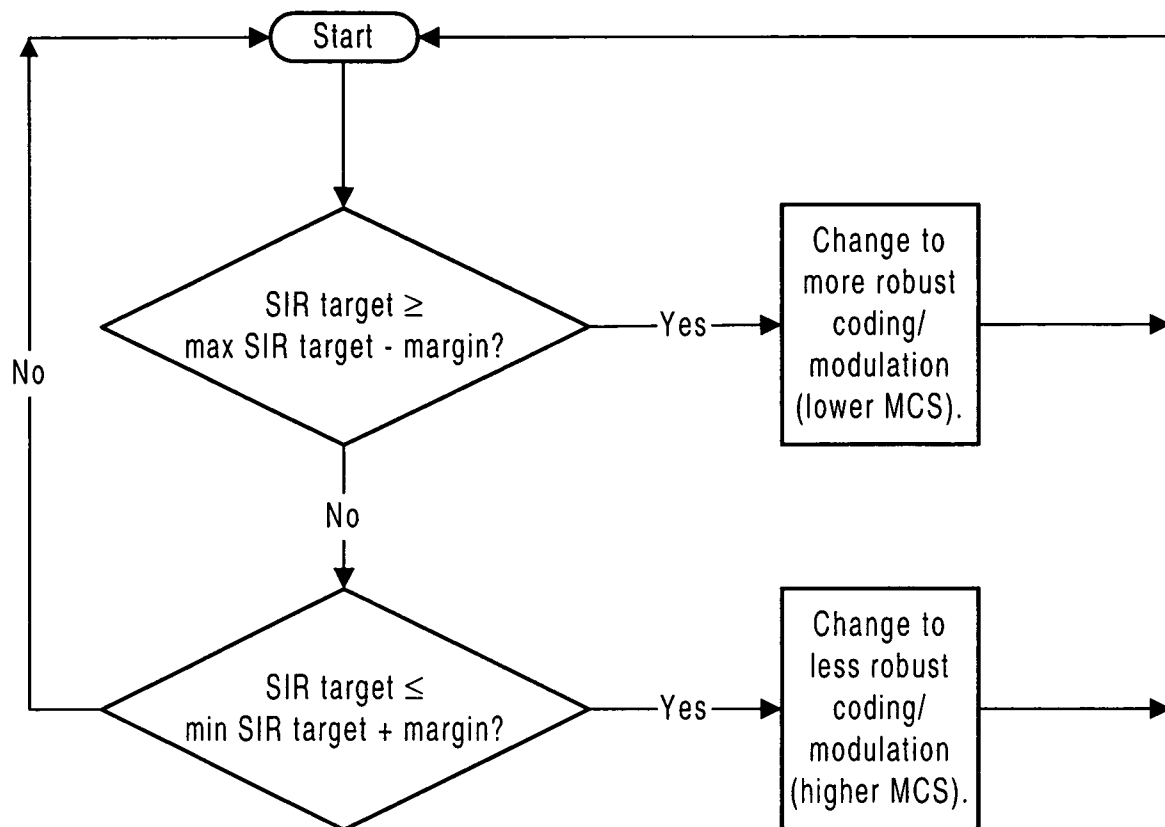 Start
SIR target ≥
max SIR target - margin?
Yes
Change to
more robust
coding/
modulation
(lower MCS).
No
No
SIR target ≤
min SIR target + margin?
Yes
Change to
less robust
coding/
modulation
(higher MCS).